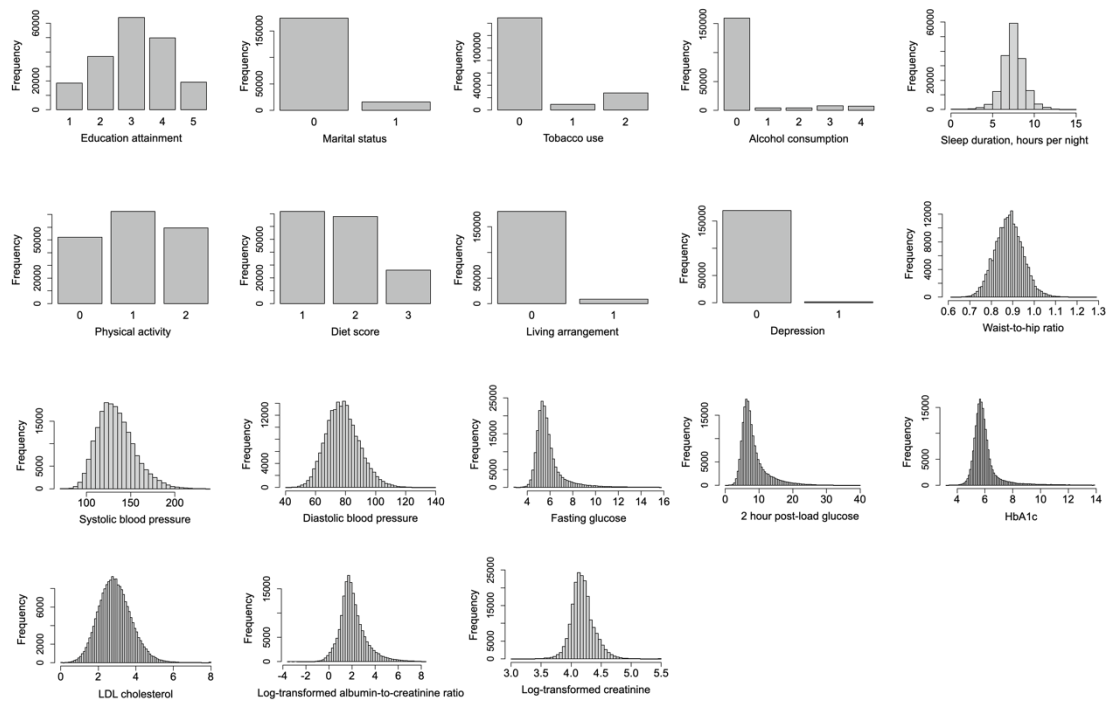 Frequency
0 20000 60000
1 2 3 4 5
Education attainment
Frequency
0 50000 150000
0 1
Marital status
Frequency
0 40000 100000
0 1 2
Tobacco use
Frequency
0 50000 150000
0 1 2 3 4
Alcohol consumption
Frequency
0 20000 60000
0 5 10 15
Sleep duration, hours per night
Frequency
0 20000 50000
0 1 2
Physical activity
Frequency
0 20000 50000
1 2 3
Diet score
Frequency
0 50000 150000
0 1
Living arrangement
Frequency
0 50000 150000
0 1
Depression
Frequency
0 4000 8000 12000
0.6 0.7 0.8 0.9 1.0 1.1 1.2 1.3
Waist-to-hip ratio
Frequency
0 5000 15000
100 150 200
Systolic blood pressure
Frequency
0 4000 8000 12000
40 60 80 100 120 140
Diastolic blood pressure
Frequency
0 5000 15000 25000
4 6 8 10 12 14 16
Fasting glucose
Frequency
0 5000 15000
0 10 20 30 40
2 hour post-load glucose
Frequency
0 5000 15000
4 6 8 10 12 14
HbA1c
Frequency
0 2000 4000 8000
0 2 4 6 8
LDL cholesterol
Frequency
0 5000 15000
-4 -2 0 2 4 6 8
Log-transformed albumin-to-creatinine ratio
Frequency
0 5000 15000 25000
3.0 3.5 4.0 4.5 5.0 5.5
Log-transformed creatinine